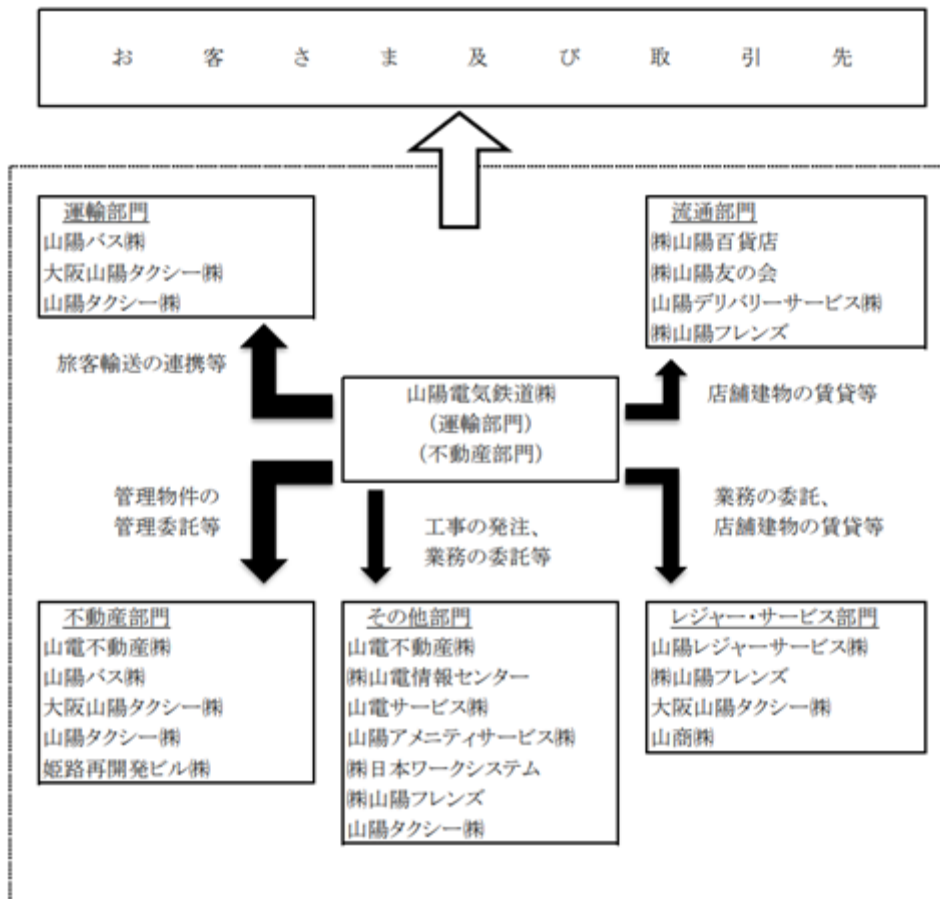 お客さま及び取引先
運輸部門
山陽バス㈱
大阪山陽タクシー㈱
山陽タクシー㈱
流通部門
㈱山陽百貨店
㈱山陽友の会
山陽デリバリーサービス㈱
㈱山陽フレンズ
旅客輸送の連携等
山陽電気鉄道㈱
(運輸部門)
(不動産部門)
店舗建物の賃貸等
管理物件の
管理委託等
工事の発注、
業務の委託等
業務の委託、
店舗建物の賃貸等
不動産部門
山電不動産㈱
山陽バス㈱
大阪山陽タクシー㈱
山陽タクシー㈱
姫路再開発ビル㈱
その他部門
山電不動産㈱
㈱山電情報センター
山電サービス㈱
山陽アメニティサービス㈱
㈱日本ワークシステム
㈱山陽フレンズ
山陽タクシー㈱
レジャー・サービス部門
山陽レジャーサービス㈱
㈱山陽フレンズ
大阪山陽タクシー㈱
山商㈱